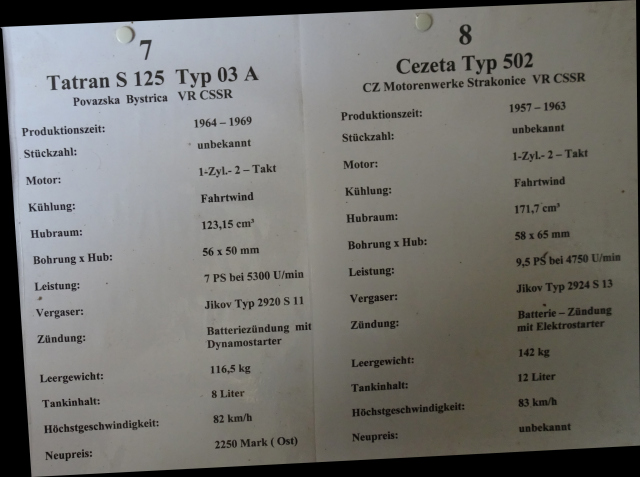 7
Tatran S 125 Typ 03 A
Povazska Bystrica VR CSSR
Produktionszeit: 1964 – 1969
Stückzahl: unbekannt
Motor: 1-Zyl.- 2 – Takt
Kühlung: Fahrtwind
Hubraum: 123,15 cm³
Bohrung x Hub: 56 x 50 mm
Leistung: 7 PS bei 5300 U/min
Vergaser: Jikov Typ 2920 S 11
Zündung: Batteriezündung mit
Dynamostarter
Leergewicht: 116,5 kg
Tankinhalt: 8 Liter
Höchstgeschwindigkeit: 82 km/h
Neupreis: 2250 Mark ( Ost)
8
Cezeta Typ 502
CZ Motorenwerke Strakonice VR CSSR
Produktionszeit: 1957 – 1963
Stückzahl: unbekannt
Motor: 1-Zyl.- 2 – Takt
Kühlung: Fahrtwind
Hubraum: 171,7 cm³
Bohrung x Hub: 58 x 65 mm
Leistung: 9,5 PS bei 4750 U/min
Vergaser: Jikov Typ 2924 S 13
Zündung: Batterie – Zündung
mit Elektrostarter
Leergewicht: 142 kg
Tankinhalt: 12 Liter
Höchstgeschwindigkeit: 83 km/h
Neupreis: unbekannt